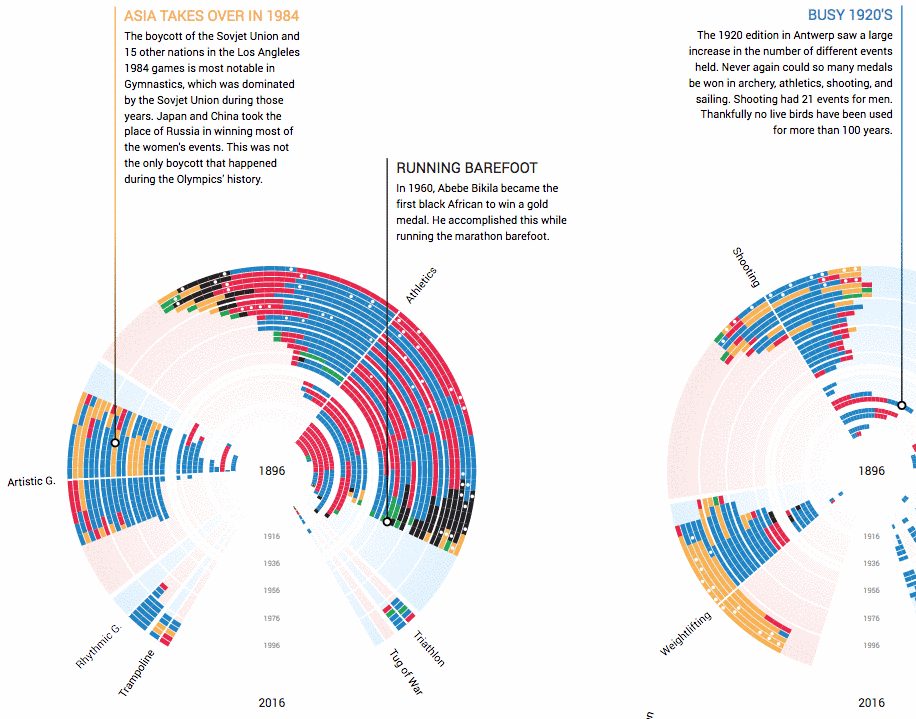 ASIA TAKES OVER IN 1984
The boycott of the Sovjet Union and
15 other nations in the Los Angeles
1984 games is most notable in
Gymnastics, which was dominated
by the Sovjet Union during those
years. Japan and China took the
place of Russia in winning most of
the women's events. This was not
the only boycott that happened
during the Olympics' history.
BUSY 1920'S
The 1920 edition in Antwerp saw a large
increase in the number of different events
held. Never again could so many medals
be won in archery, athletics, shooting, and
sailing. Shooting had 21 events for men.
Thankfully no live birds have been used
for more than 100 years.
RUNNING BAREFOOT
In 1960, Abebe Bikila became the
first black African to win a gold
medal. He accomplished this while
running the marathon barefoot.
Athletics
Artistic G.
1896
1916
1936
1956
1976
1996
2016
Rhythmic G.
Trampoline
Tug of War
Triathlon
Shooting
1896
Weightlifting
1916
1936
1956
1976
1996
2016
n